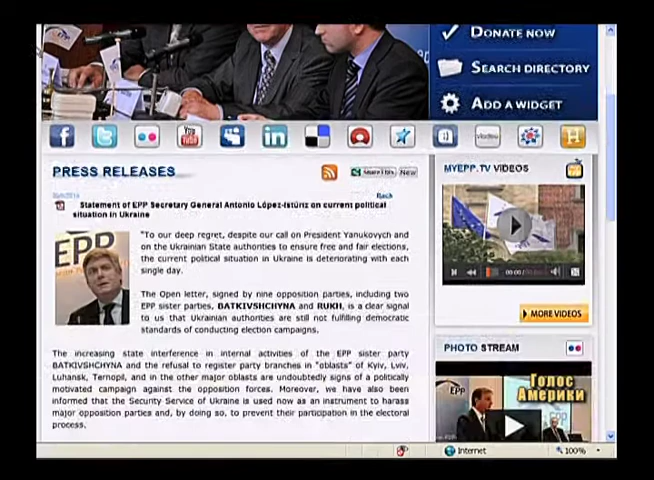 DONATE NOW
SEARCH DIRECTORY
ADD A WIDGET
PRESS RELEASES
New
MYEPP.TV VIDEOS
Back
Statement of EPP Secretary General Antonio López-Istúriz on current political
situation in Ukraine
"To our deep regret, despite our call on President Yanukovych and
on the Ukrainian State authorities to ensure free and fair elections,
the current political situation in Ukraine is deteriorating with each
single day.
The Open letter, signed by nine opposition parties, including two
EPP sister parties, BATKIVSHCHYNA and RUKH, is a clear signal
to us that Ukrainian authorities are still not fulfilling democratic
standards of conducting election campaigns.
The increasing state interference in internal activities of the EPP sister party
BATKIVSHCHYNA and the refusal to register party branches in "oblasts" of Kyiv, Lviv,
Luhansk, Ternopil, and in the other major oblasts are undoubtedly signs of a politically
motivated campaign against the opposition forces. Moreover, we have also been
informed that the Security Service of Ukraine is used now as an instrument to harass
major opposition parties and, by doing so, to prevent their participation in the electoral
process.
EPP
MORE VIDEOS
PHOTO STREAM
EPP
Голос
Америки
Internet
100%